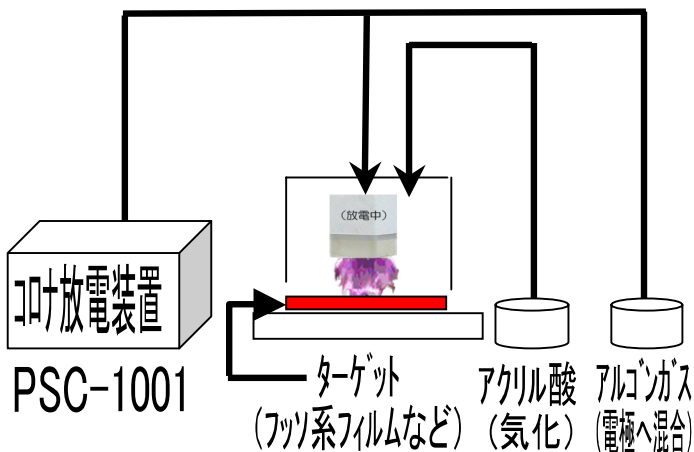 （放電中）
コロナ放電装置
PSC-1001
ターゲット
（フッソ系フィルムなど）
アクリル酸
（気化）
アルゴンガス
（電極へ混合）